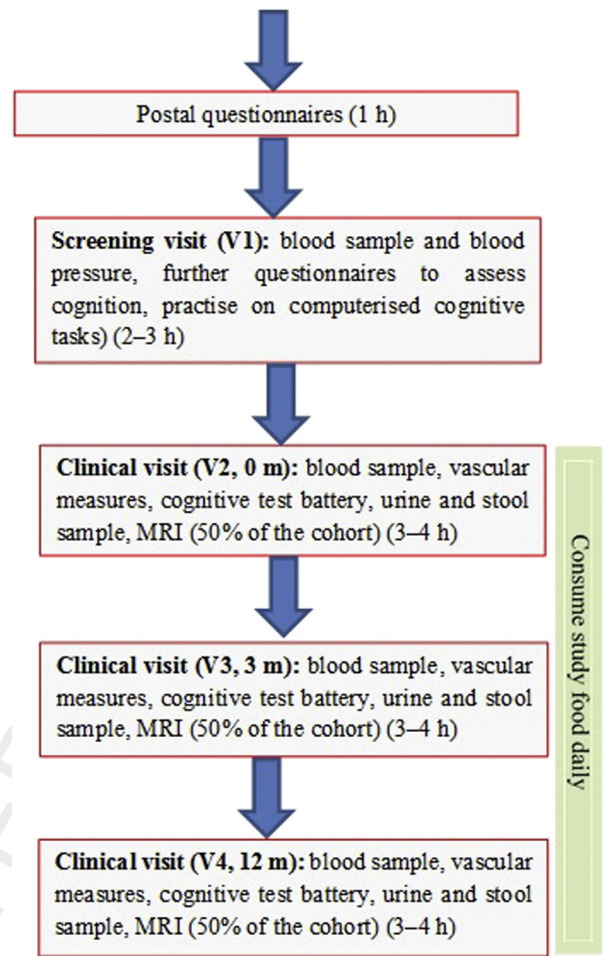 Postal questionnaires (1 h)
Screening visit (V1): blood sample and blood
pressure, further questionnaires to assess
cognition, practise on computerised cognitive
tasks) (2–3 h)
Clinical visit (V2, 0 m): blood sample, vascular
measures, cognitive test battery, urine and stool
sample, MRI (50% of the cohort) (3–4 h)
Clinical visit (V3, 3 m): blood sample, vascular
measures, cognitive test battery, urine and stool
sample, MRI (50% of the cohort) (3–4 h)
Clinical visit (V4, 12 m): blood sample, vascular
measures, cognitive test battery, urine and stool
sample, MRI (50% of the cohort) (3–4 h)
Consume study food daily